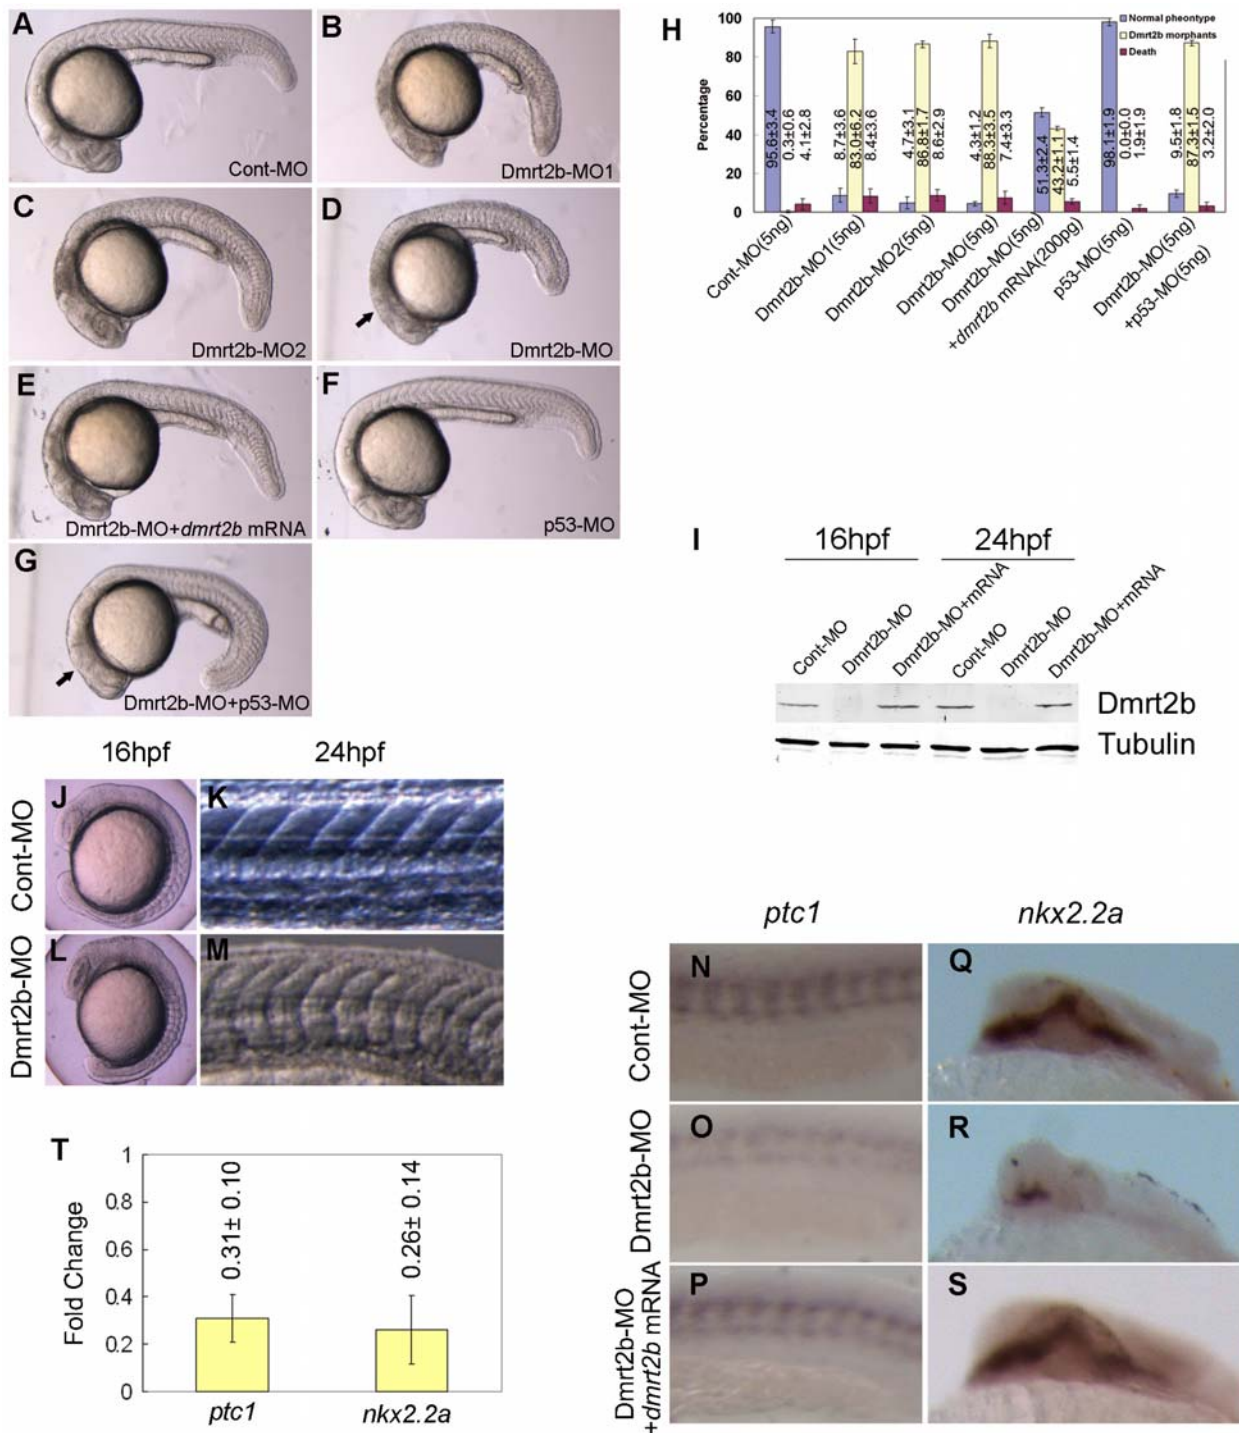 A
Cont-MO
B
Dmrt2b-MO1
C
Dmrt2b-MO2
D
Dmrt2b-MO
E
Dmrt2b-MO+dmrt2b mRNA
F
p53-MO
G
Dmrt2b-MO+p53-MO
H
Normal pheontype
Dmrt2b morphants
Death
Percentage
100
80
60
40
20
0
95.6±3.4
0.3±0.6
4.1±2.8
8.7±3.6
83.0±6.2
8.4±3.6
4.7±3.1
86.8±1.7
8.6±2.9
4.3±1.2
88.3±3.5
7.4±3.3
51.3±2.4
43.2±1.1
5.5±1.4
98.1±1.9
0.0±0.0
1.9±1.9
9.5±1.8
87.3±1.5
3.2±2.0
Cont-MO(5ng)
Dmrt2b-MO1(5ng)
Dmrt2b-MO2(5ng)
Dmrt2b-MO(5ng)
Dmrt2b-MO(5ng)
+dmrt2b mRNA(200pg)
p53-MO(5ng)
Dmrt2b-MO(5ng)
+p53-MO(5ng)
I
16hpf
24hpf
Cont-MO
Dmrt2b-MO
Dmrt2b-MO+mRNA
Cont-MO
Dmrt2b-MO
Dmrt2b-MO+mRNA
Dmrt2b
Tubulin
16hpf
24hpf
Cont-MO
J
K
Dmrt2b-MO
L
M
ptc1
nkx2.2a
Cont-MO
N
Q
Dmrt2b-MO
O
R
Dmrt2b-MO
+dmrt2b mRNA
P
S
T
Fold Change
1
0.8
0.6
0.4
0.2
0
0.31± 0.10
0.26± 0.14
ptc1
nkx2.2a